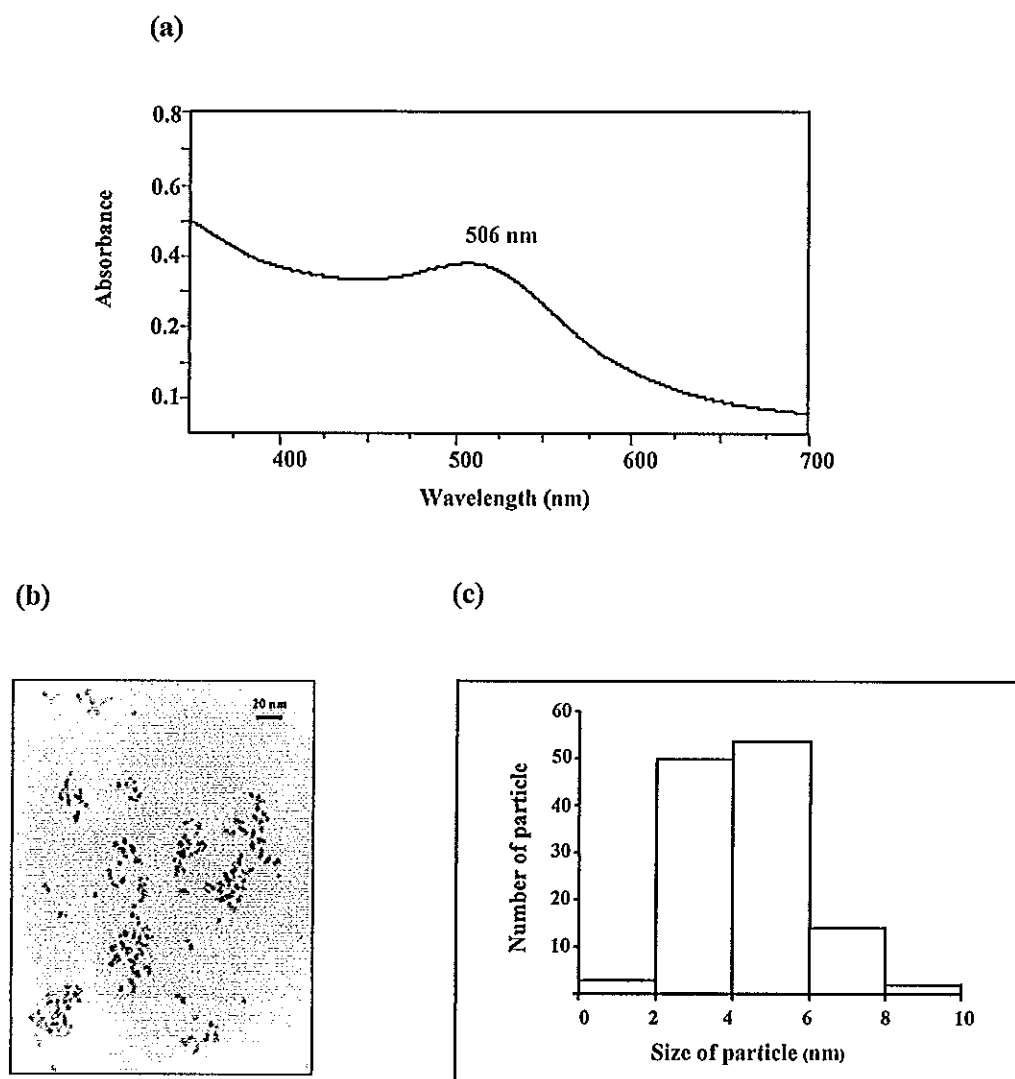 (a)
0.8
0.6
0.4
0.2
0.1
Absorbance
506 nm
400
500
600
700
Wavelength (nm)
(b)
20 nm
(c)
60
50
40
30
20
10
Number of particle
0
2
4
6
8
10
Size of particle (nm)